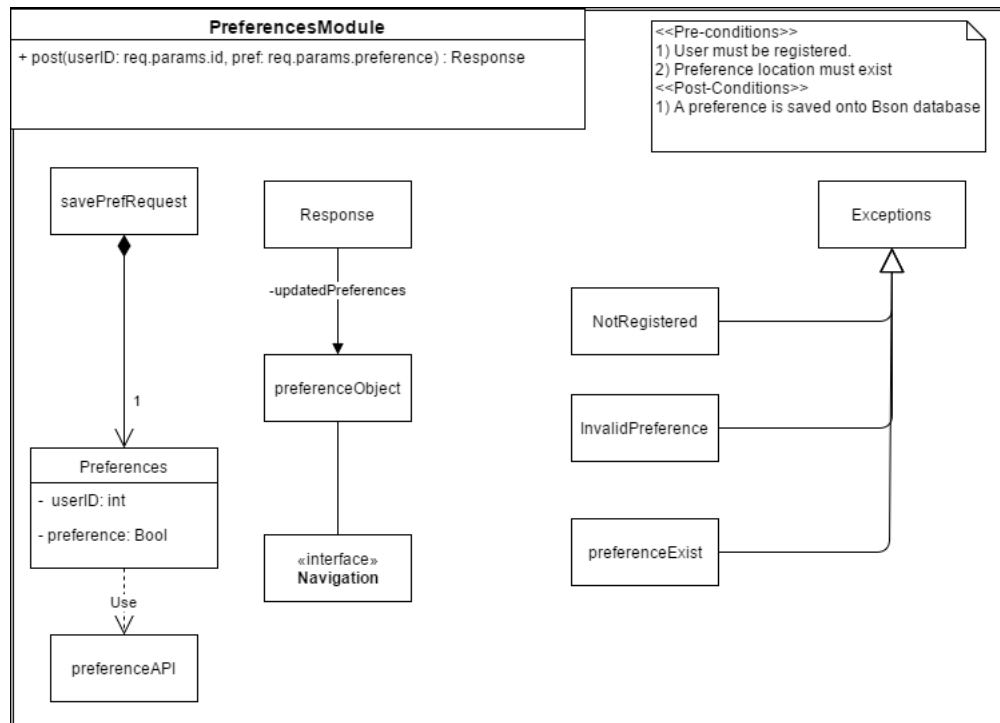 PreferencesModule
+ post(userID: req.params.id, pref: req.params.preference) : Response
<<Pre-conditions>>
1) User must be registered.
2) Preference location must exist
<<Post-Conditions>>
1) A preference is saved onto Bson database
savePrefRequest
Response
Exceptions
-updatedPreferences
NotRegistered
preferenceObject
1
InvalidPreference
Preferences
- userID: int
- preference: Bool
«interface»
Navigation
preferenceExist
Use
preferenceAPI